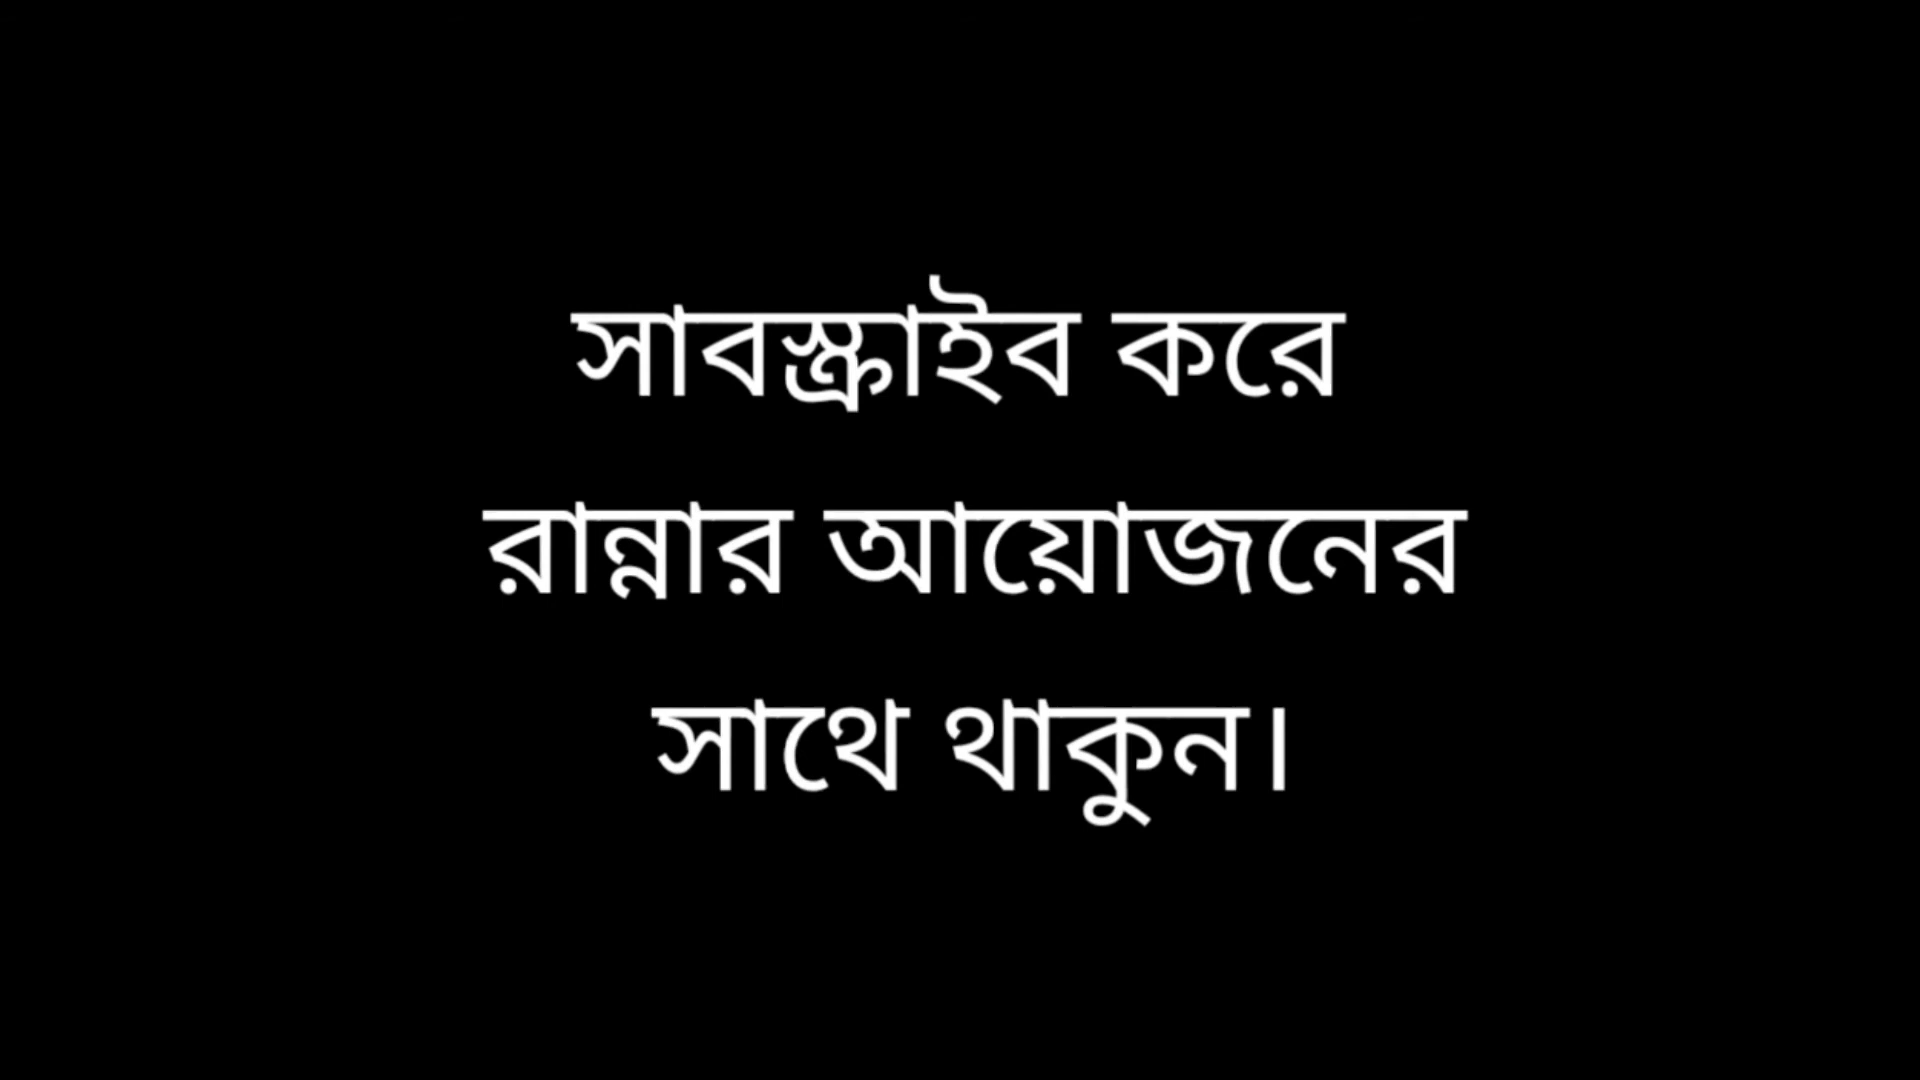 সাবস্ক্রাইব করে
রান্নার আয়োজনের
সাথে থাকুন।